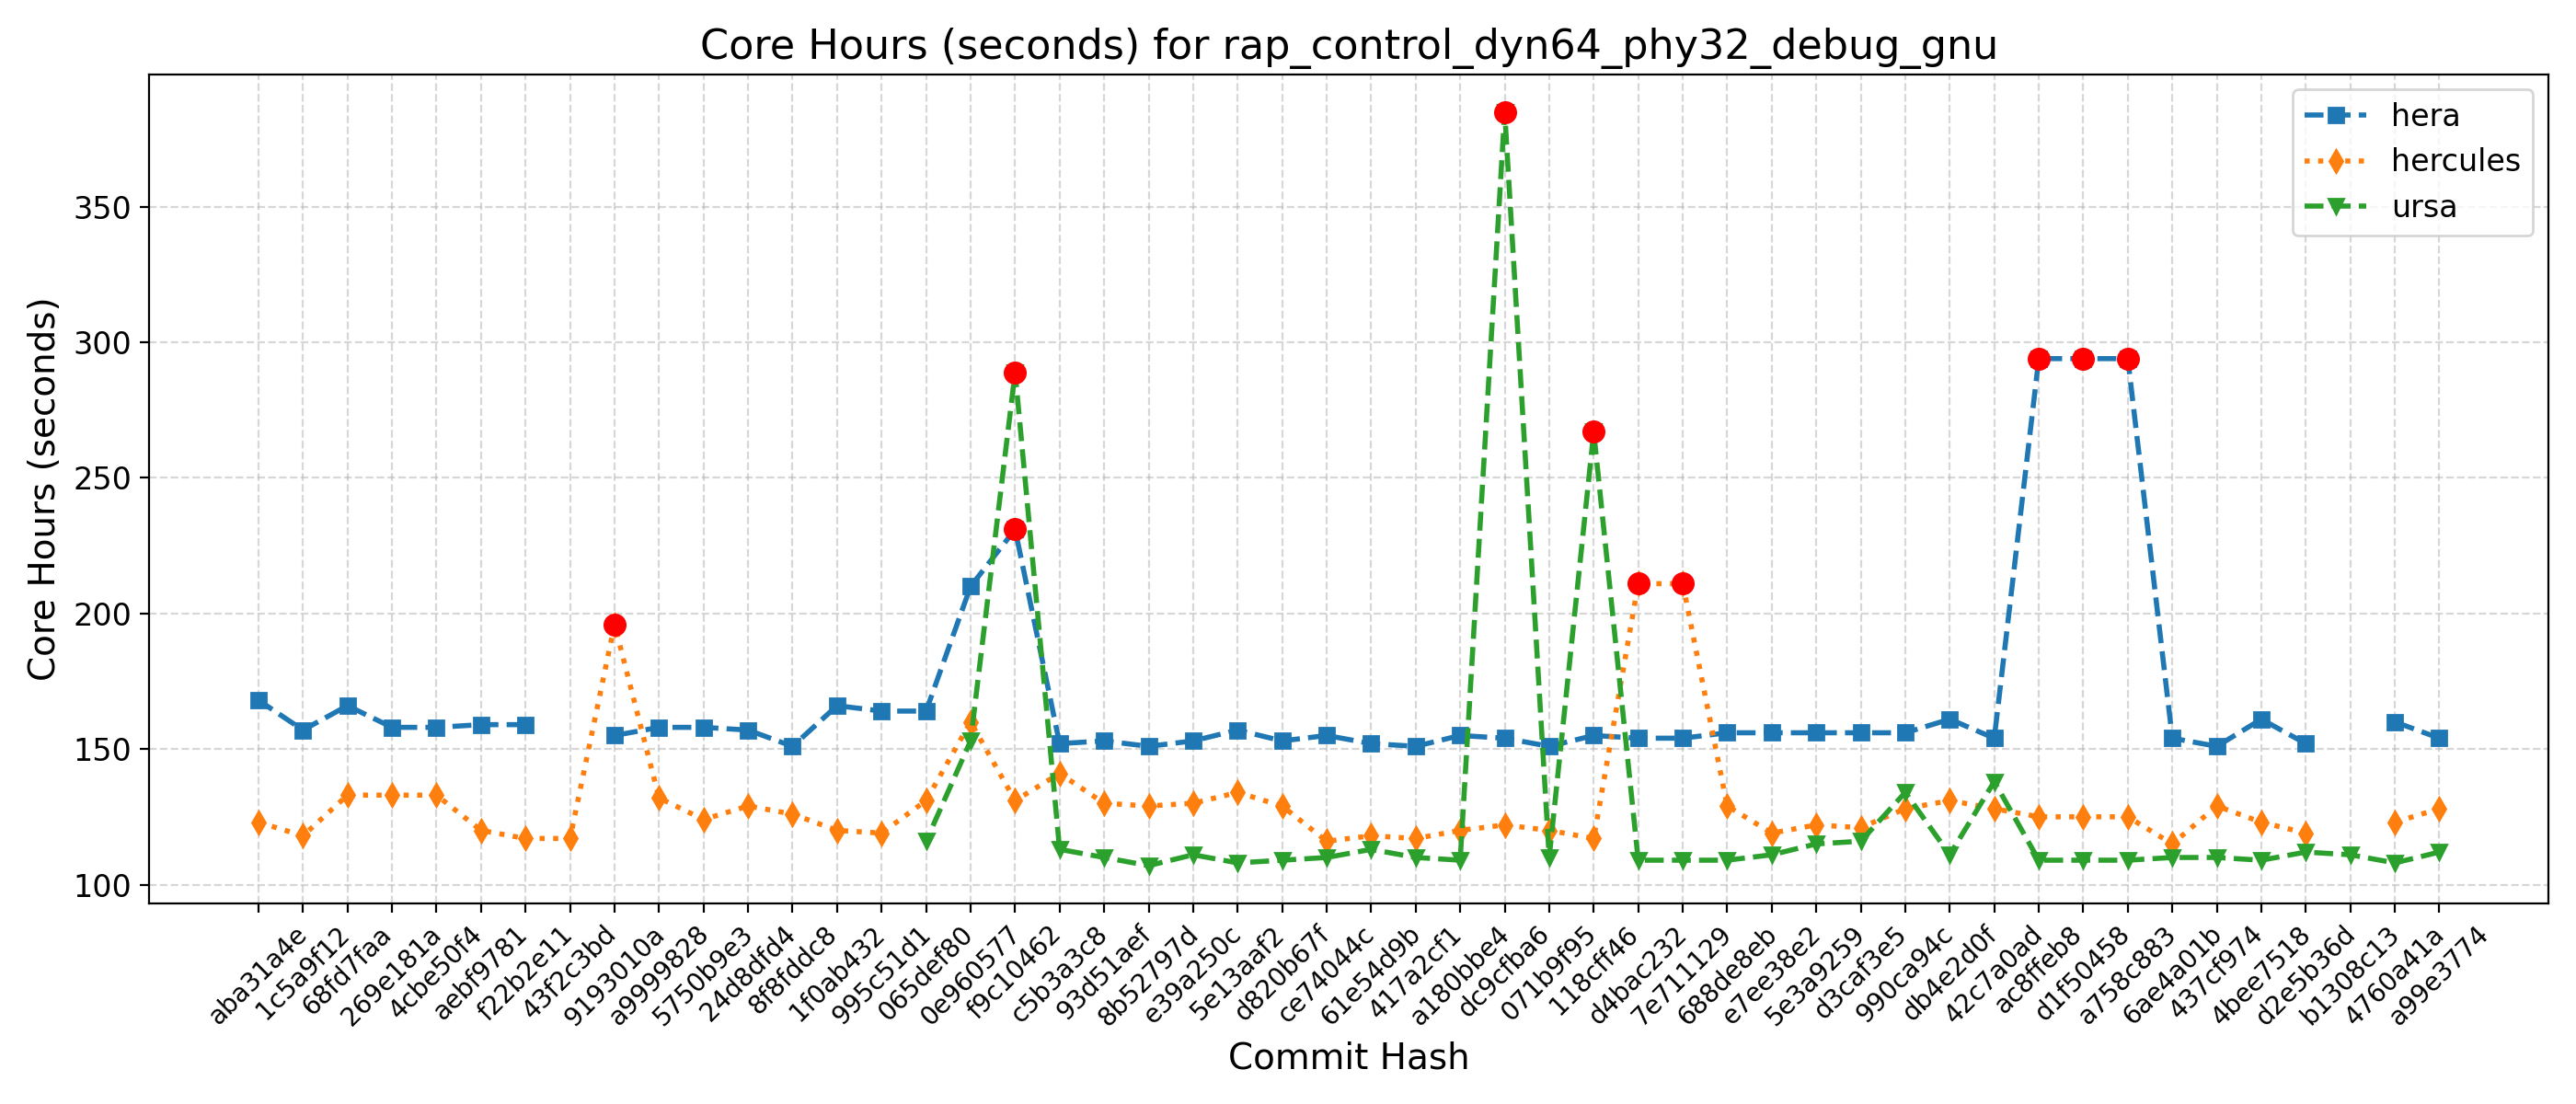 Core Hours (seconds) for rap_control_dyn64_phy32_debug_gnu
hera
hercules
ursa
Core Hours (seconds)
350
300
250
200
150
100
aba31a4e
1c5a9f12
68fd7faa
269e181a
4cbe50f4
aebf9781
f22b2e11
43f2c3bd
9193010a
a9999828
5750b9e3
24d8dfd4
8f8fddc8
1f0ab432
995c51d1
065def80
0e960577
f9c10462
c5b3a3c8
93d51aef
8b52797d
e39a250c
5e13aaf2
d820b67f
ce74044c
61e54d9b
417a2cf1
a180bbe4
dc9cfba6
071b9f95
118cff46
d4bac232
7e711129
688de8eb
e7ee38e2
5e3a9259
d3caf3e5
990ca94c
db4e2d0f
42c7a0ad
ac8ffeb8
d1f50458
a758c883
6ae4a01b
437cf974
4bee7518
d2e5b36d
b1308c13
4760a41a
a99e3774
Commit Hash